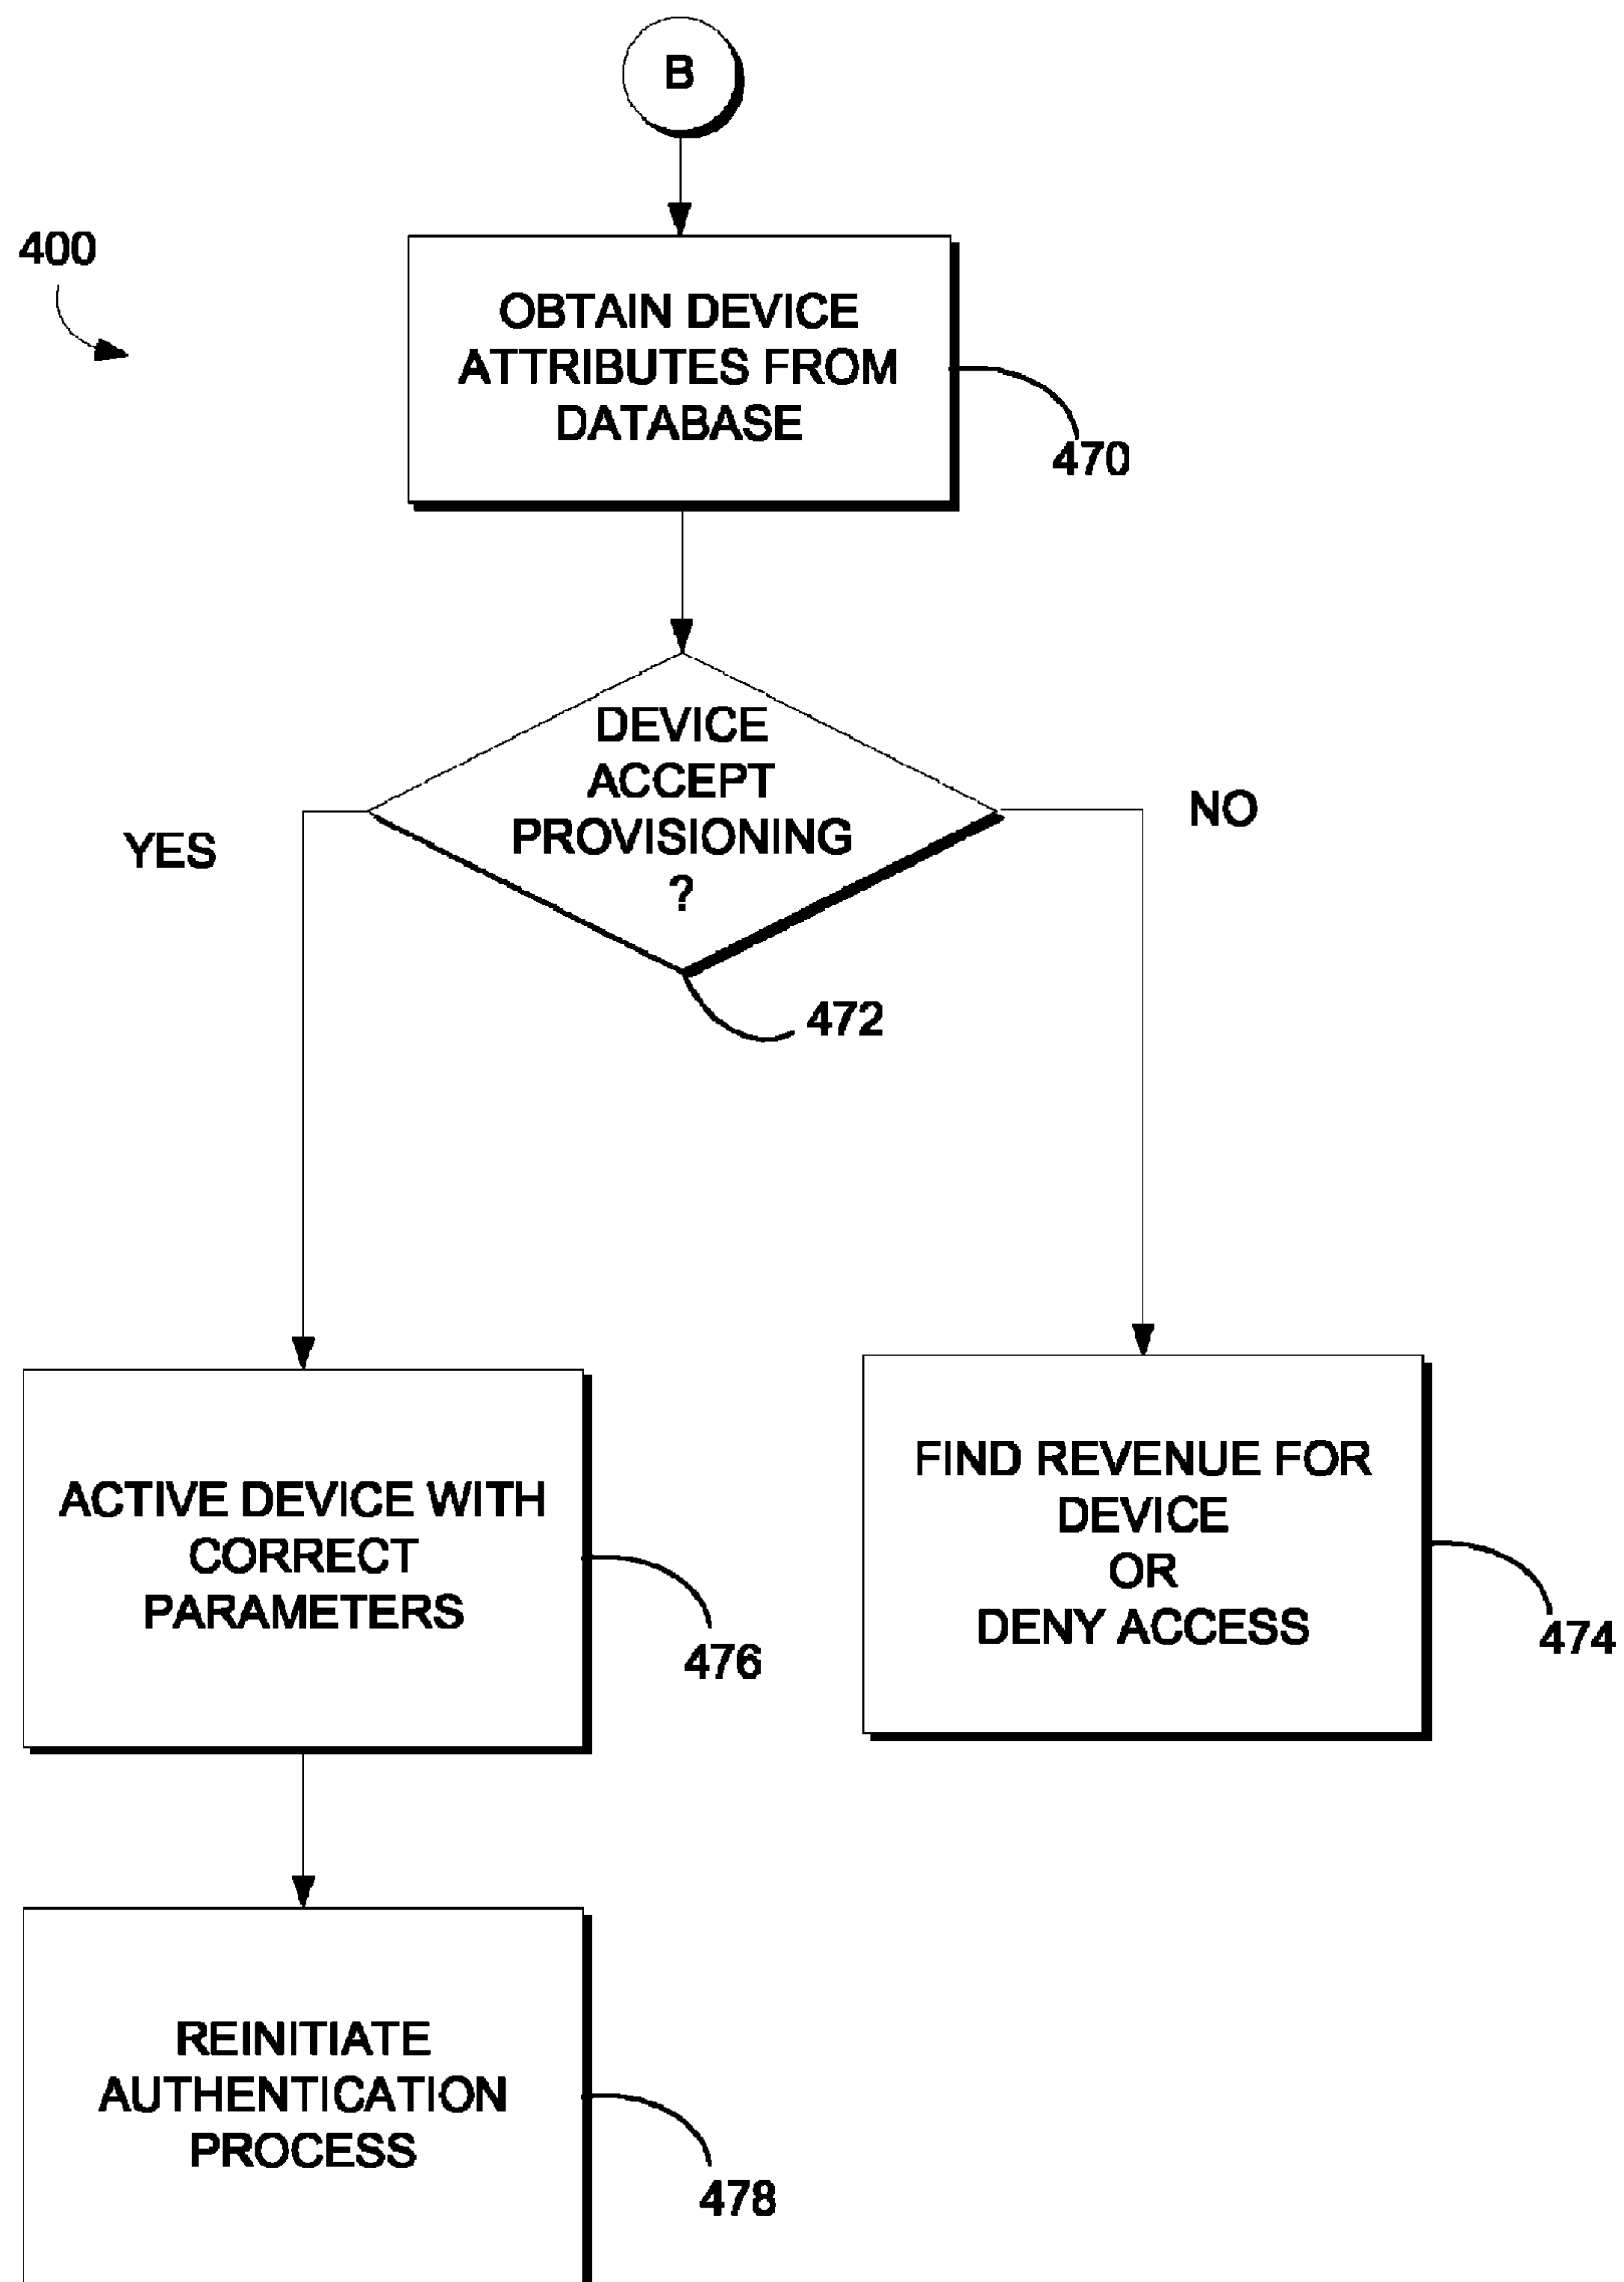 B
400
OBTAIN DEVICE
ATTRIBUTES FROM
DATABASE
470
DEVICE
ACCEPT
PROVISIONING
?
YES
NO
472
ACTIVE DEVICE WITH
CORRECT
PARAMETERS
476
FIND REVENUE FOR
DEVICE
OR
DENY ACCESS
474
REINITIATE
AUTHENTICATION
PROCESS
478